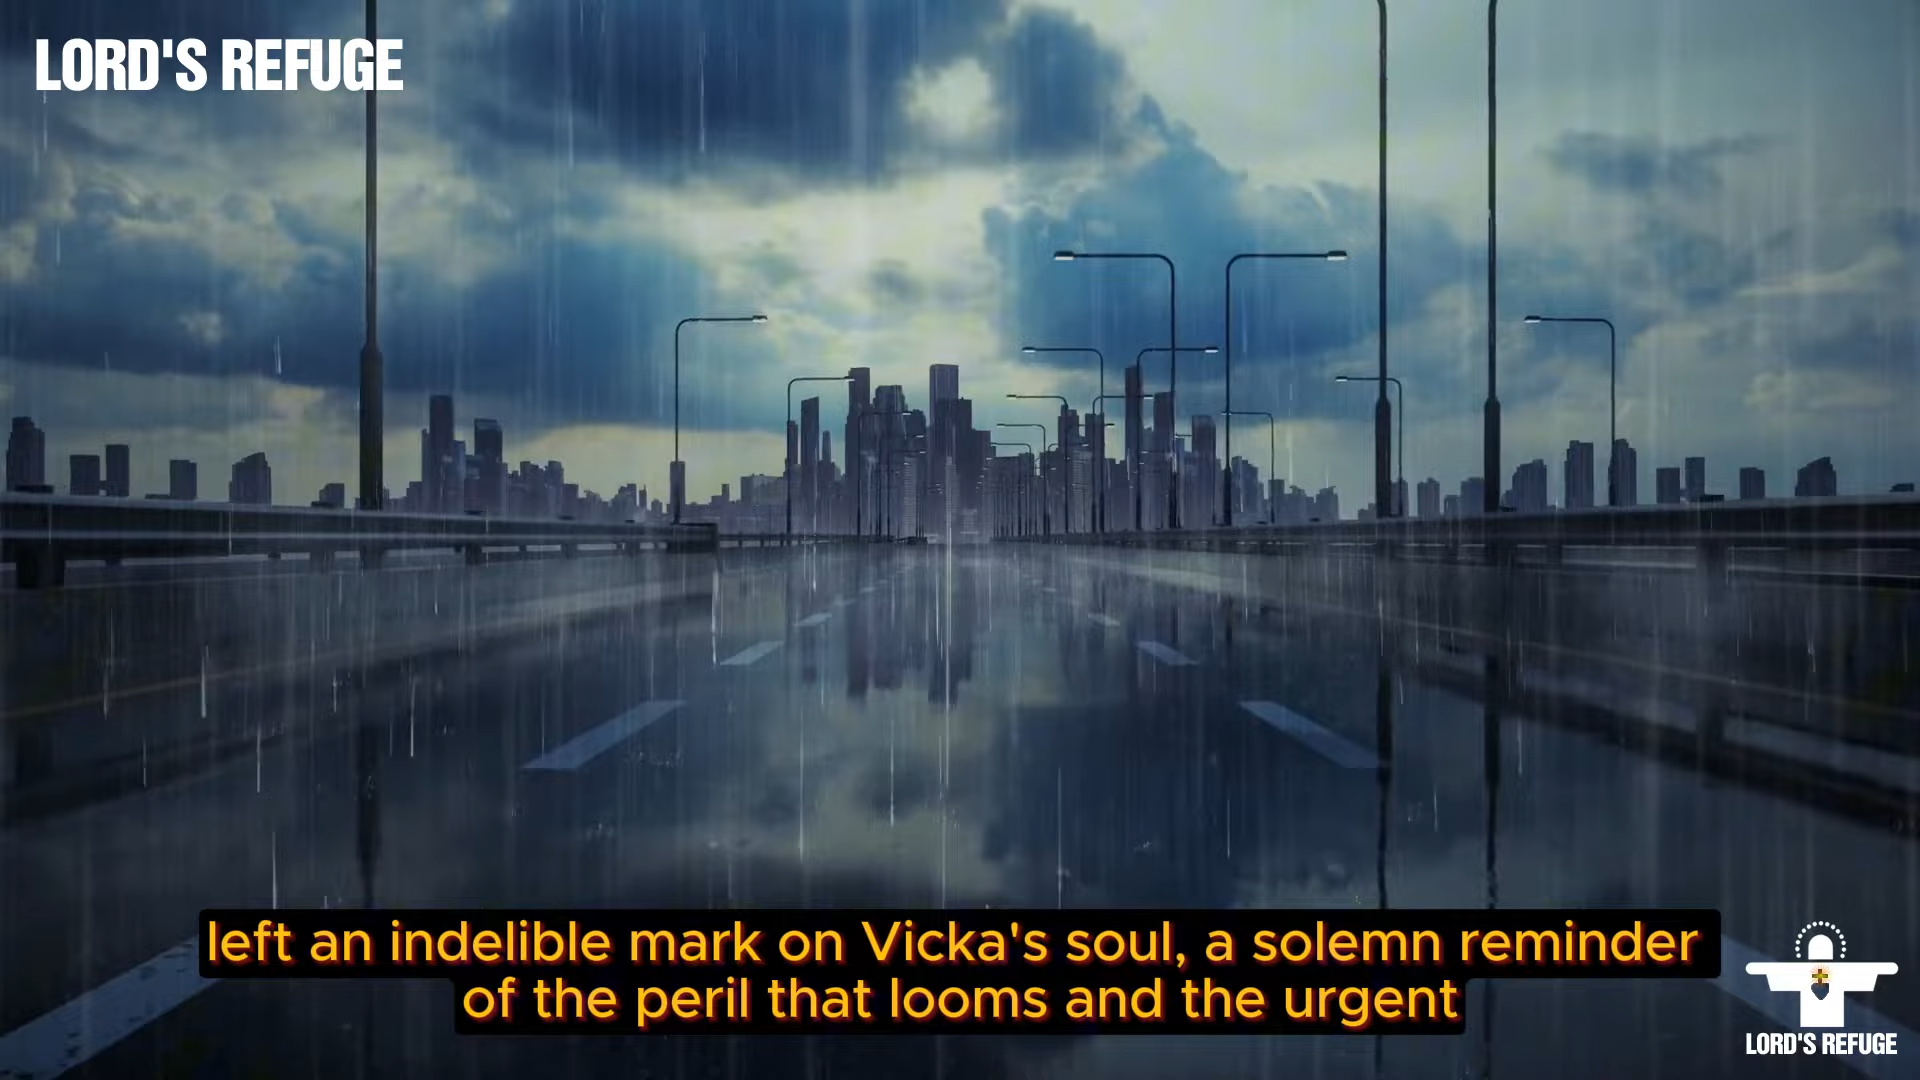 LORD'S REFUGE
left an indelible mark on Vicka's soul, a solemn reminder
of the peril that looms and the urgent
LORD'S REFUGE